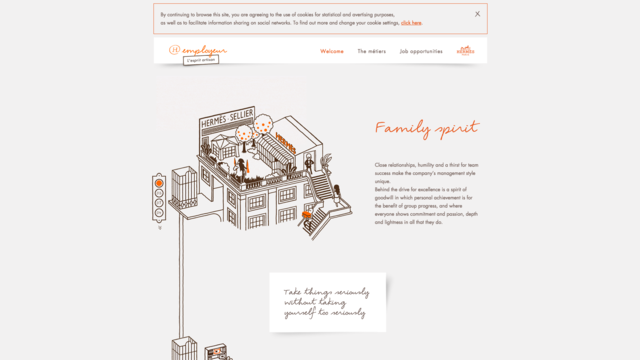 By continuing to browse this site, you are agreeing to the use of cookies for statistical and avertising purposes,
as well as to facilitate information sharing on social networks. To find out more and change your cookie settings, click here.
X
H employeur
L'esprit artisan
Welcome
The métiers
Job opportunities
HERMÈS
PARIS
HERMÈS - SELLIER
HERMÈS
Family spirit
Close relationships, humility and a thirst for team
success make the company's management style
unique.
Behind the drive for excellence is a spirit of
goodwill in which personal achievement is for
the benefit of group progress, and where
everyone shows commitment and passion, depth
and lightness in all that they do.
Take things seriously
without taking
yourself too seriously